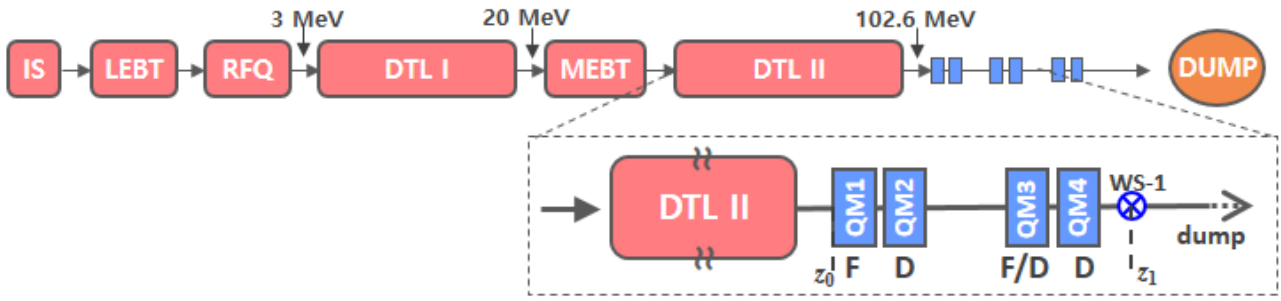 3 MeV
20 MeV
102.6 MeV
IS
LEBT
RFQ
DTL I
MEBT
DTL II
DUMP
DTL II
QM1
QM2
QM3
QM4
WS-1
dump
z₀
F
D
F/D
D
z₁